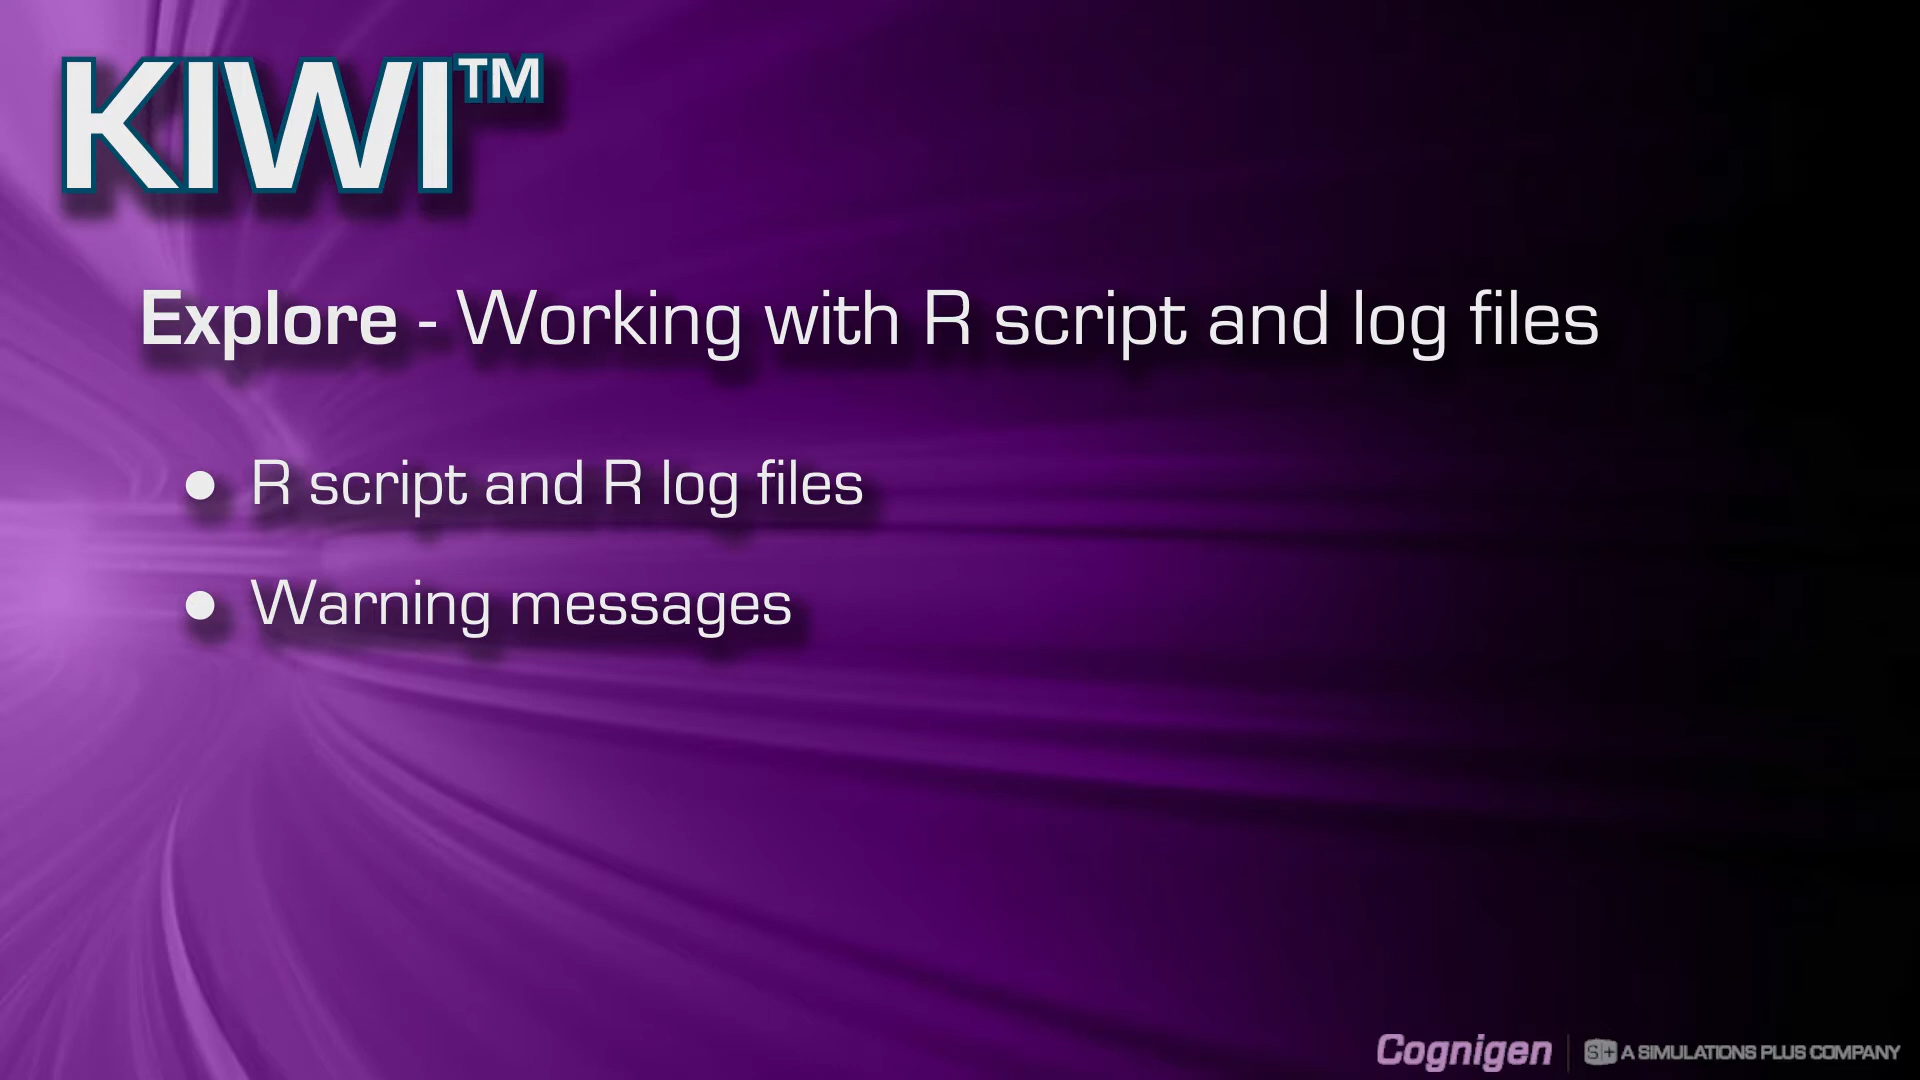 KIWI™
Explore - Working with R script and log files
● R script and R log files
● Warning messages
Cognigen | S+ A SIMULATIONS PLUS COMPANY